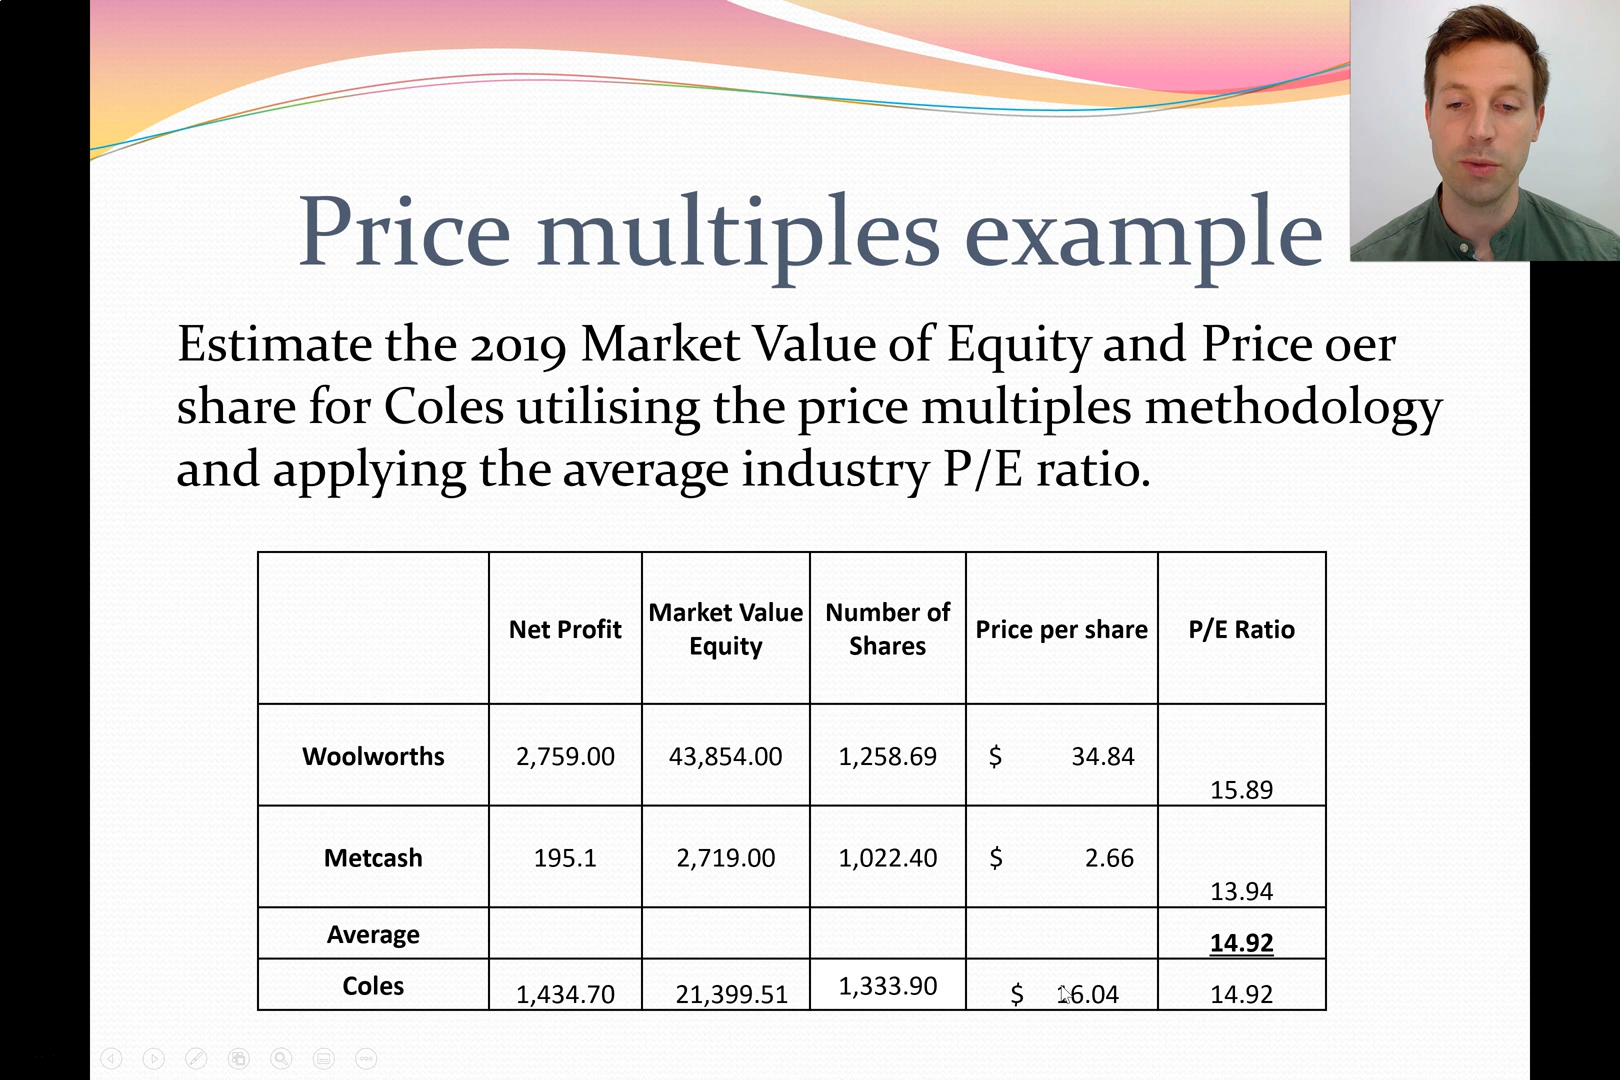 Price multiples example
Estimate the 2019 Market Value of Equity and Price oer
share for Coles utilising the price multiples methodology
and applying the average industry P/E ratio.
Net Profit Market Value Equity Number of Shares Price per share P/E Ratio
Woolworths 2,759.00 43,854.00 1,258.69 $ 34.84 15.89
Metcash 195.1 2,719.00 1,022.40 $ 2.66 13.94
Average 14.92
Coles 1,434.70 21,399.51 1,333.90 $ 16.04 14.92